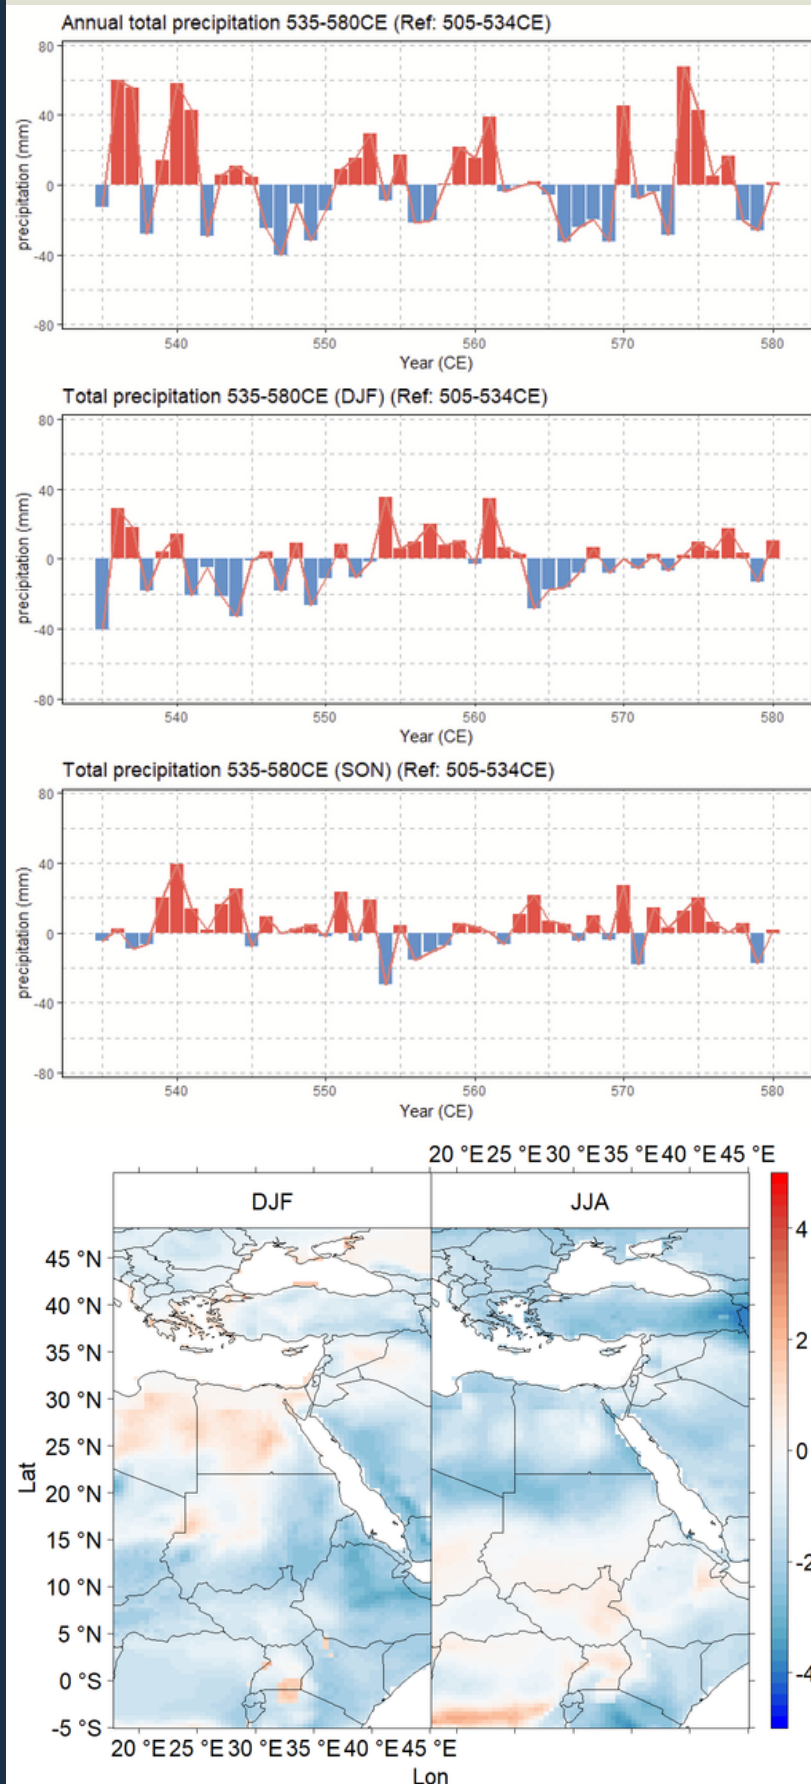 Annual total precipitation 535-580CE (Ref: 505-534CE)
80
40
0
-40
-80
precipitation (mm)
540 550 560 570 580
Year (CE)
Total precipitation 535-580CE (DJF) (Ref: 505-534CE)
80
40
0
-40
-80
precipitation (mm)
540 550 560 570 580
Year (CE)
Total precipitation 535-580CE (SON) (Ref: 505-534CE)
80
40
0
-40
-80
precipitation (mm)
540 550 560 570 580
Year (CE)
20 °E 25 °E 30 °E 35 °E 40 °E 45 °E
DJF JJA
45 °N
40 °N
35 °N
30 °N
25 °N
20 °N
15 °N
10 °N
5 °N
0 °S
-5 °S
Lat
4
2
0
-2
-4
20 °E 25 °E 30 °E 35 °E 40 °E 45 °E
Lon